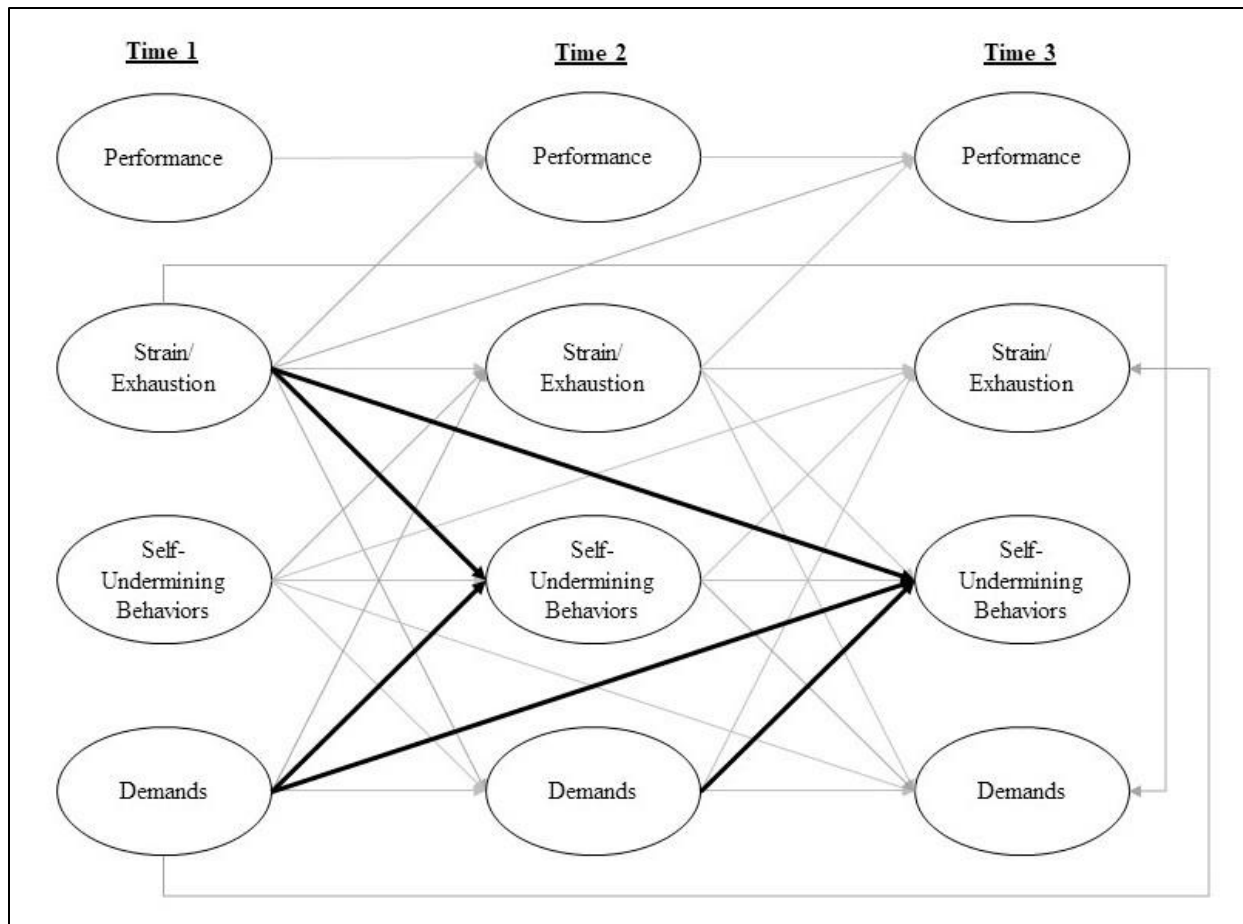 Time 1
Time 2
Time 3
Performance
Performance
Performance
Strain/
Exhaustion
Strain/
Exhaustion
Strain/
Exhaustion
Self-
Undermining
Behaviors
Self-
Undermining
Behaviors
Self-
Undermining
Behaviors
Demands
Demands
Demands